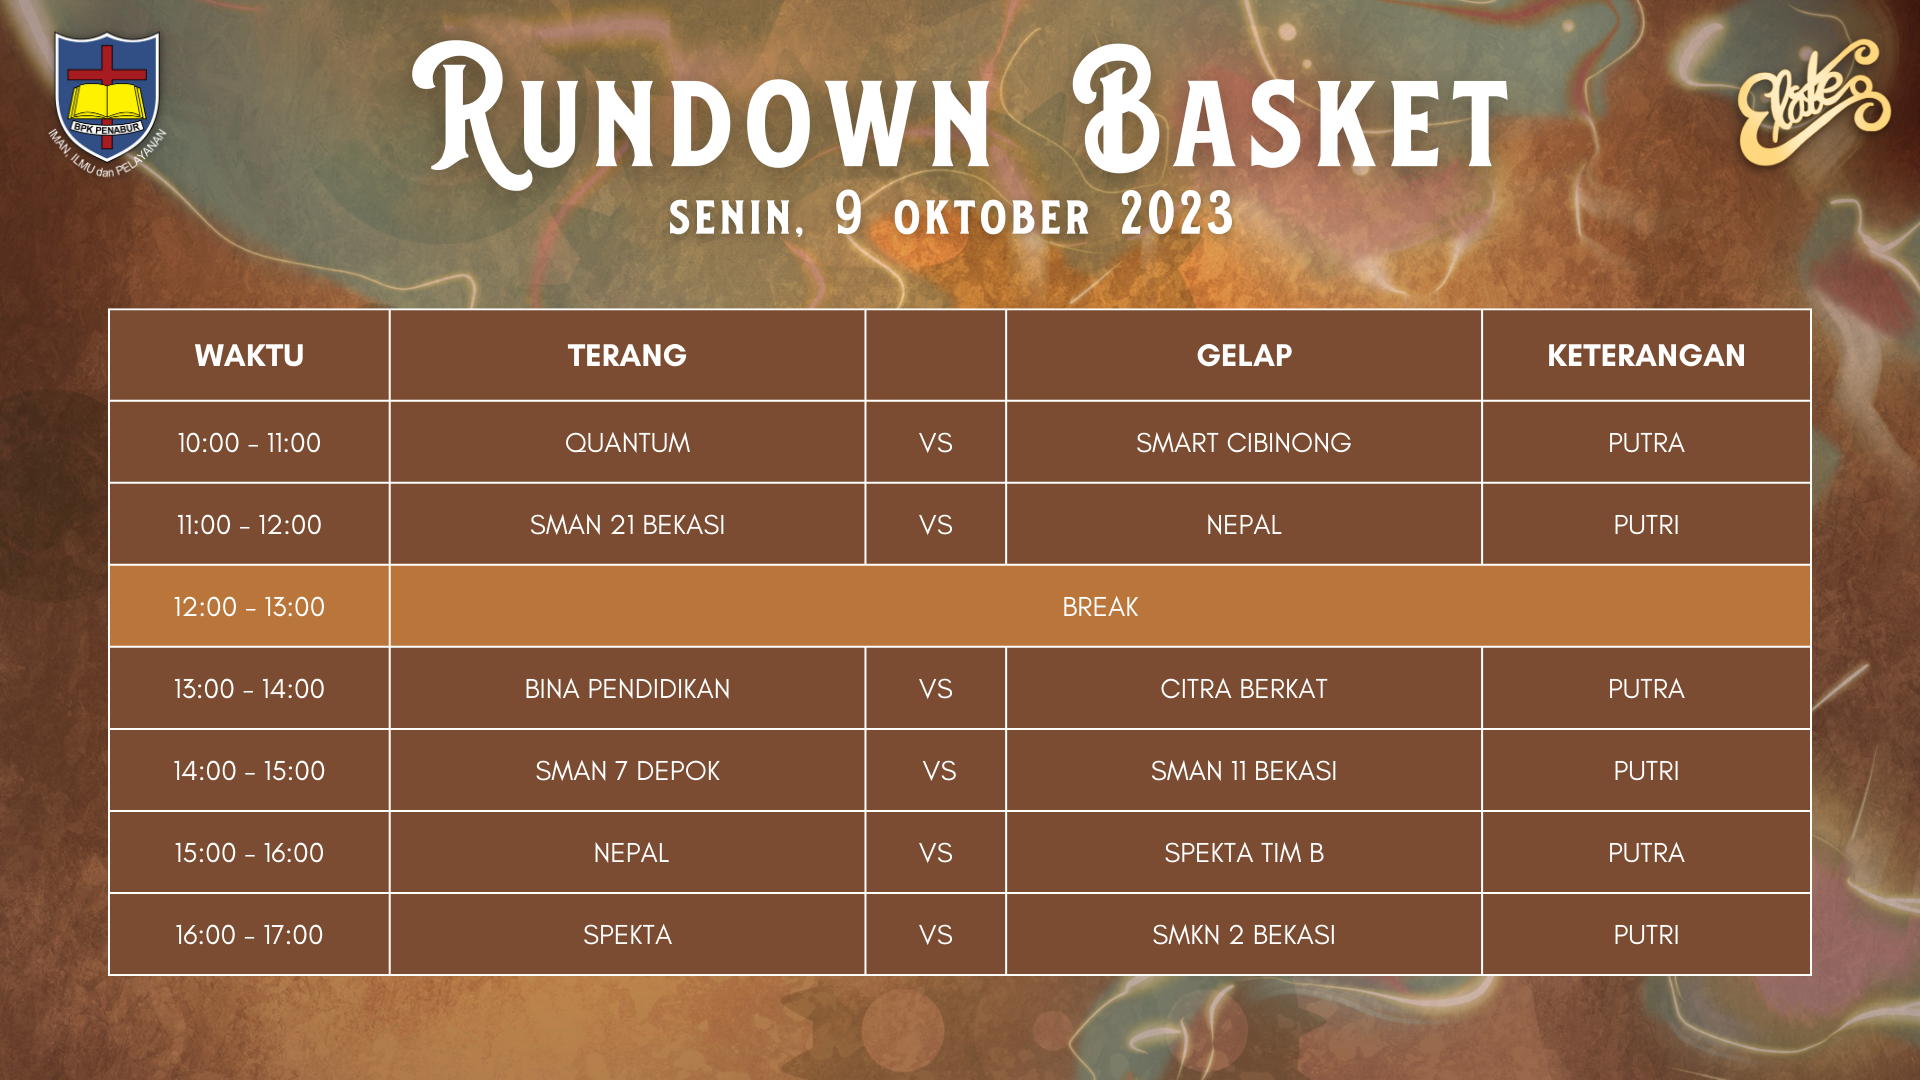 BPK PENABUR
IMAN, ILMU dan PELAYANAN
RUNDOWN BASKET
Elate
SENIN, 9 OKTOBER 2023
WAKTU TERANG GELAP KETERANGAN
10:00 - 11:00 QUANTUM VS SMART CIBINONG PUTRA
11:00 - 12:00 SMAN 21 BEKASI VS NEPAL PUTRI
12:00 - 13:00 BREAK
13:00 - 14:00 BINA PENDIDIKAN VS CITRA BERKAT PUTRA
14:00 - 15:00 SMAN 7 DEPOK VS SMAN 11 BEKASI PUTRI
15:00 - 16:00 NEPAL VS SPEKTA TIM B PUTRA
16:00 - 17:00 SPEKTA VS SMKN 2 BEKASI PUTRI